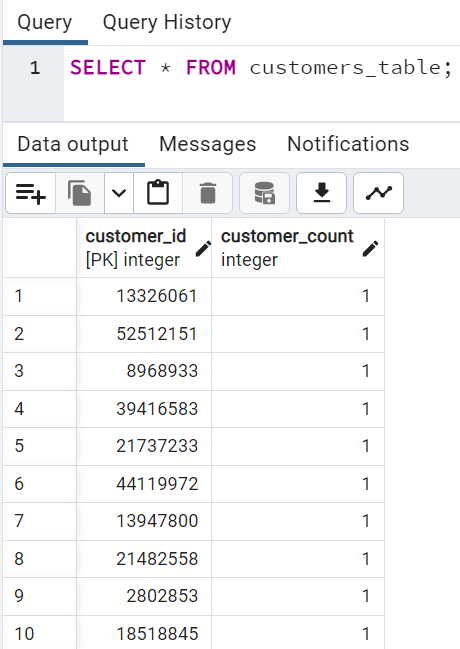 Query Query History
1 SELECT * FROM customers_table;
Data output Messages Notifications
customer_id customer_count
[PK] integer integer
1 13326061 1
2 52512151 1
3 8968933 1
4 39416583 1
5 21737233 1
6 44119972 1
7 13947800 1
8 21482558 1
9 2802853 1
10 18518845 1